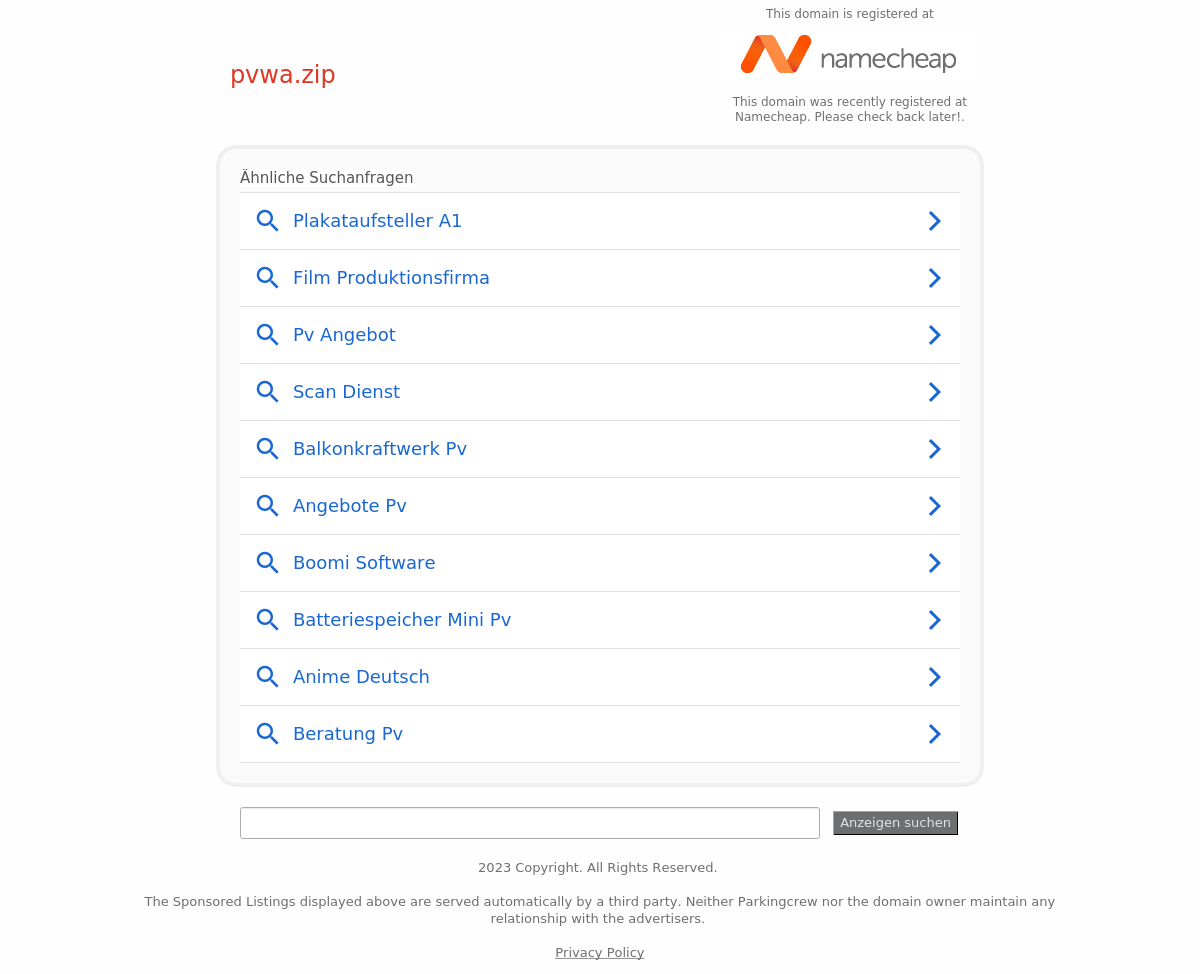 This domain is registered at
namecheap
pvwa.zip
This domain was recently registered at
Namecheap. Please check back later!.
Ähnliche Suchanfragen
Plakataufsteller A1
Film Produktionsfirma
Pv Angebot
Scan Dienst
Balkonkraftwerk Pv
Angebote Pv
Boomi Software
Batteriespeicher Mini Pv
Anime Deutsch
Beratung Pv
Anzeigen suchen
2023 Copyright. All Rights Reserved.
The Sponsored Listings displayed above are served automatically by a third party. Neither Parkingcrew nor the domain owner maintain any
relationship with the advertisers.
Privacy Policy